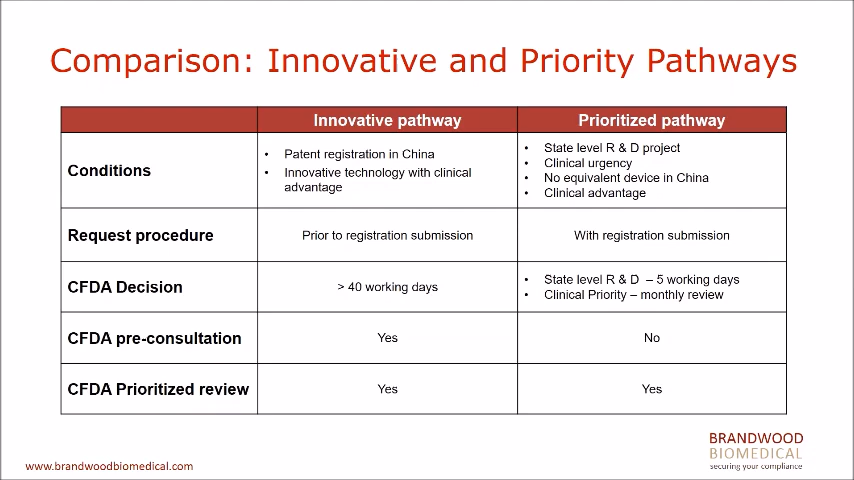 Comparison: Innovative and Priority Pathways
Innovative pathway
Prioritized pathway
Conditions
• Patent registration in China
• Innovative technology with clinical
advantage
• State level R & D project
• Clinical urgency
• No equivalent device in China
• Clinical advantage
Request procedure
Prior to registration submission
With registration submission
CFDA Decision
> 40 working days
• State level R & D – 5 working days
• Clinical Priority – monthly review
CFDA pre-consultation
Yes
No
CFDA Prioritized review
Yes
Yes
www.brandwoodbiomedical.com
BRANDWOOD
BIOMEDICAL
securing your compliance